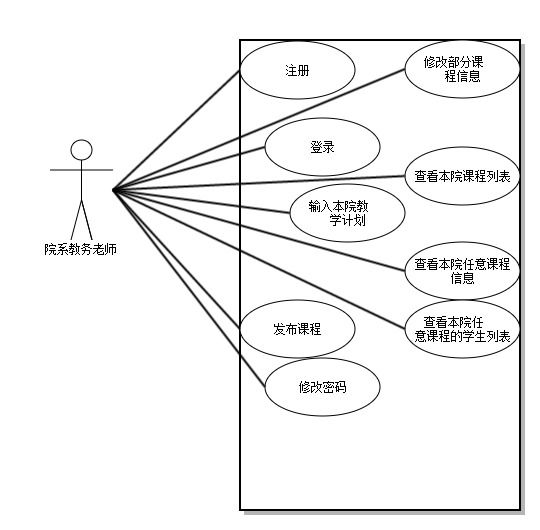 注册
修改部分课
程信息
登录
查看本院课程列表
输入本院教
学计划
院系教务老师
查看本院任意课程
信息
发布课程
查看本院任
意课程的学生列表
修改密码